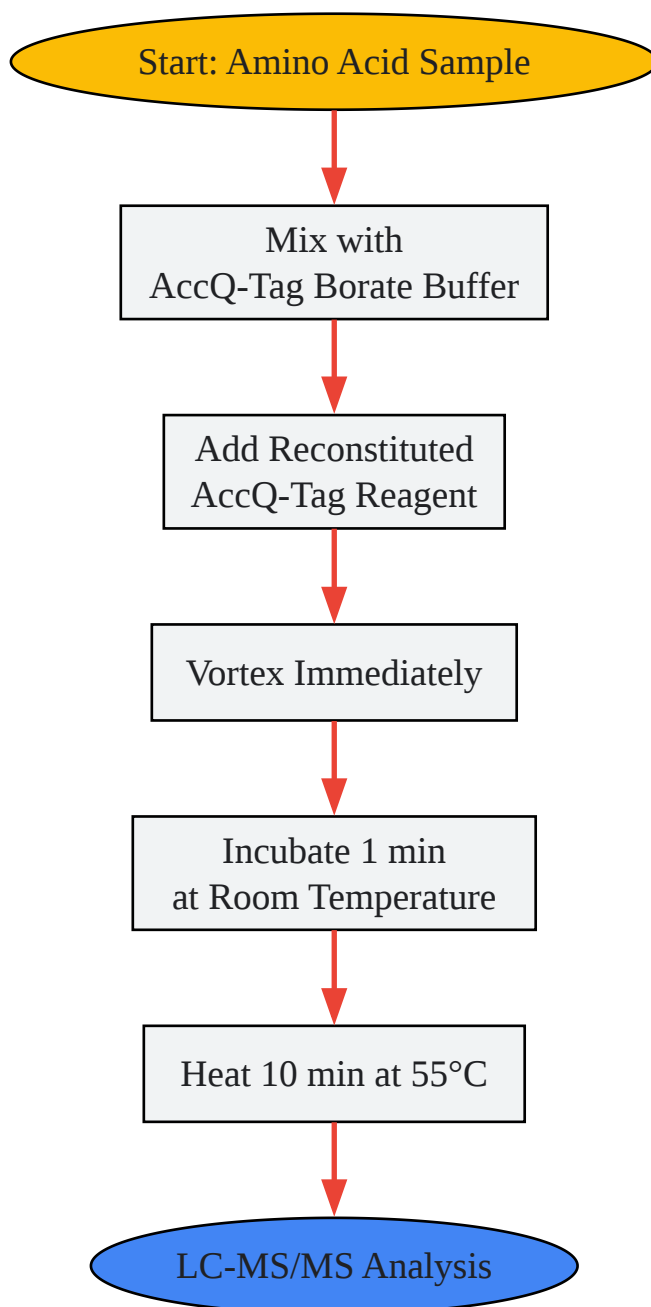 Start: Amino Acid Sample
Mix with
AccQ-Tag Borate Buffer
Add Reconstituted
AccQ-Tag Reagent
Vortex Immediately
Incubate 1 min
at Room Temperature
Heat 10 min at 55°C
LC-MS/MS Analysis